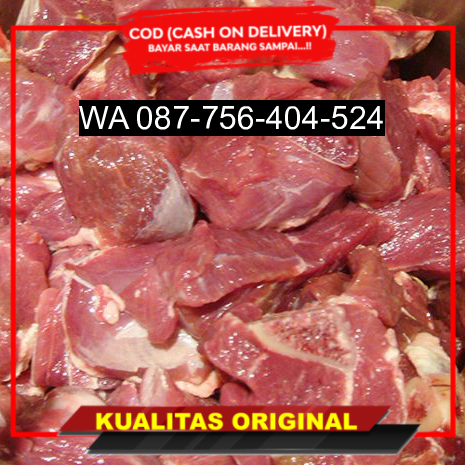 COD (CASH ON DELIVERY)
BAYAR SAAT BARANG SAMPAI...!!
WA 087-756-404-524
KUALITAS ORIGINAL